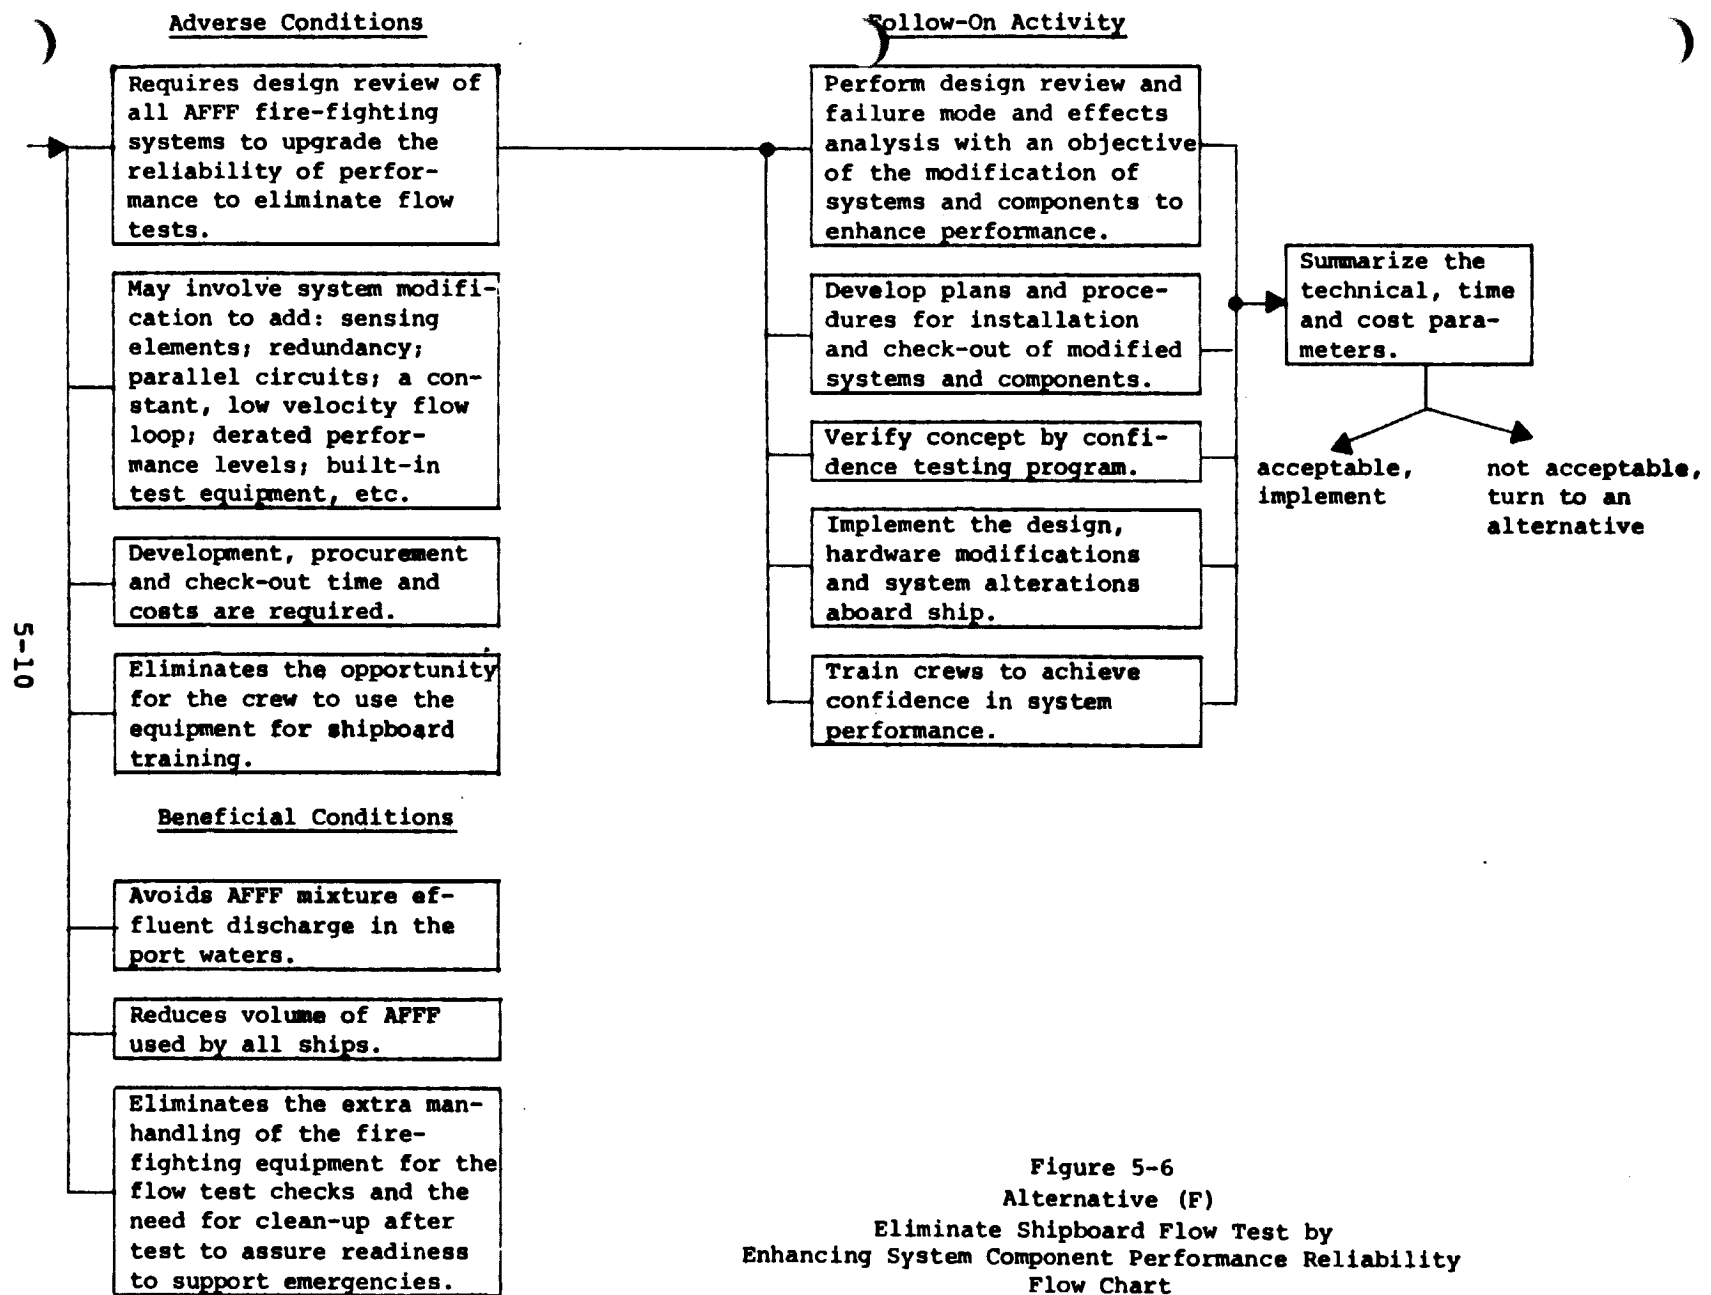 Adverse Conditions
Requires design review of
all AFFF fire-fighting
systems to upgrade the
reliability of perfor-
mance to eliminate flow
tests.
May involve system modifi-
cation to add: sensing
elements; redundancy;
parallel circuits; a con-
stant, low velocity flow
loop; derated perfor-
mance levels; built-in
test equipment, etc.
Development, procurement
and check-out time and
costs are required.
Eliminates the opportunity
for the crew to use the
equipment for shipboard
training.
Beneficial Conditions
Avoids AFFF mixture ef-
fluent discharge in the
port waters.
Reduces volume of AFFF
used by all ships.
Eliminates the extra man-
handling of the fire-
fighting equipment for the
flow test checks and the
need for clean-up after
test to assure readiness
to support emergencies.
Follow-On Activity
Perform design review and
failure mode and effects
analysis with an objective
of the modification of
systems and components to
enhance performance.
Develop plans and proce-
dures for installation
and check-out of modified
systems and components.
Verify concept by confi-
dence testing program.
Implement the design,
hardware modifications
and system alterations
aboard ship.
Train crews to achieve
confidence in system
performance.
Summarize the
technical, time
and cost para-
meters.
acceptable,
implement
not acceptable,
turn to an
alternative
Figure 5-6
Alternative (F)
Eliminate Shipboard Flow Test by
Enhancing System Component Performance Reliability
Flow Chart
5-10